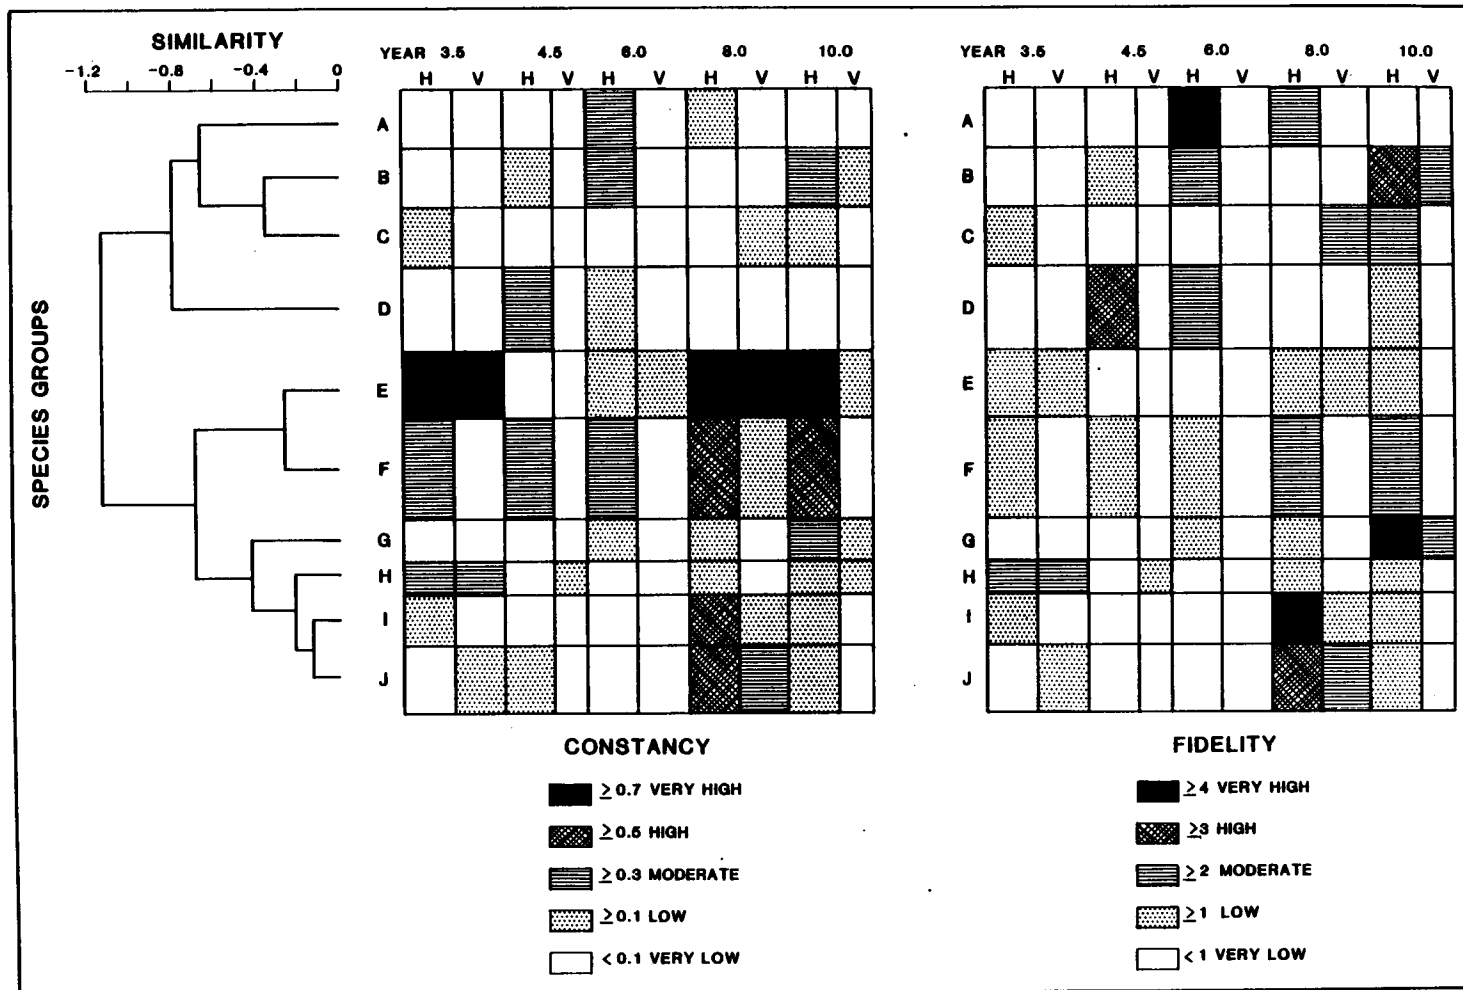 SIMILARITY
-1.2 -0.8 -0.4 0
YEAR 3.5 4.5 6.0 8.0 10.0
H V H V H V H V H V
YEAR 3.5 4.5 6.0 8.0 10.0
H V H V H V H V H V
SPECIES GROUPS
A
B
C
D
E
F
G
H
I
J
A
B
C
D
E
F
G
H
I
J
CONSTANCY
≥0.7 VERY HIGH
≥0.5 HIGH
≥0.3 MODERATE
≥0.1 LOW
<0.1 VERY LOW
FIDELITY
≥4 VERY HIGH
≥3 HIGH
≥2 MODERATE
≥1 LOW
<1 VERY LOW